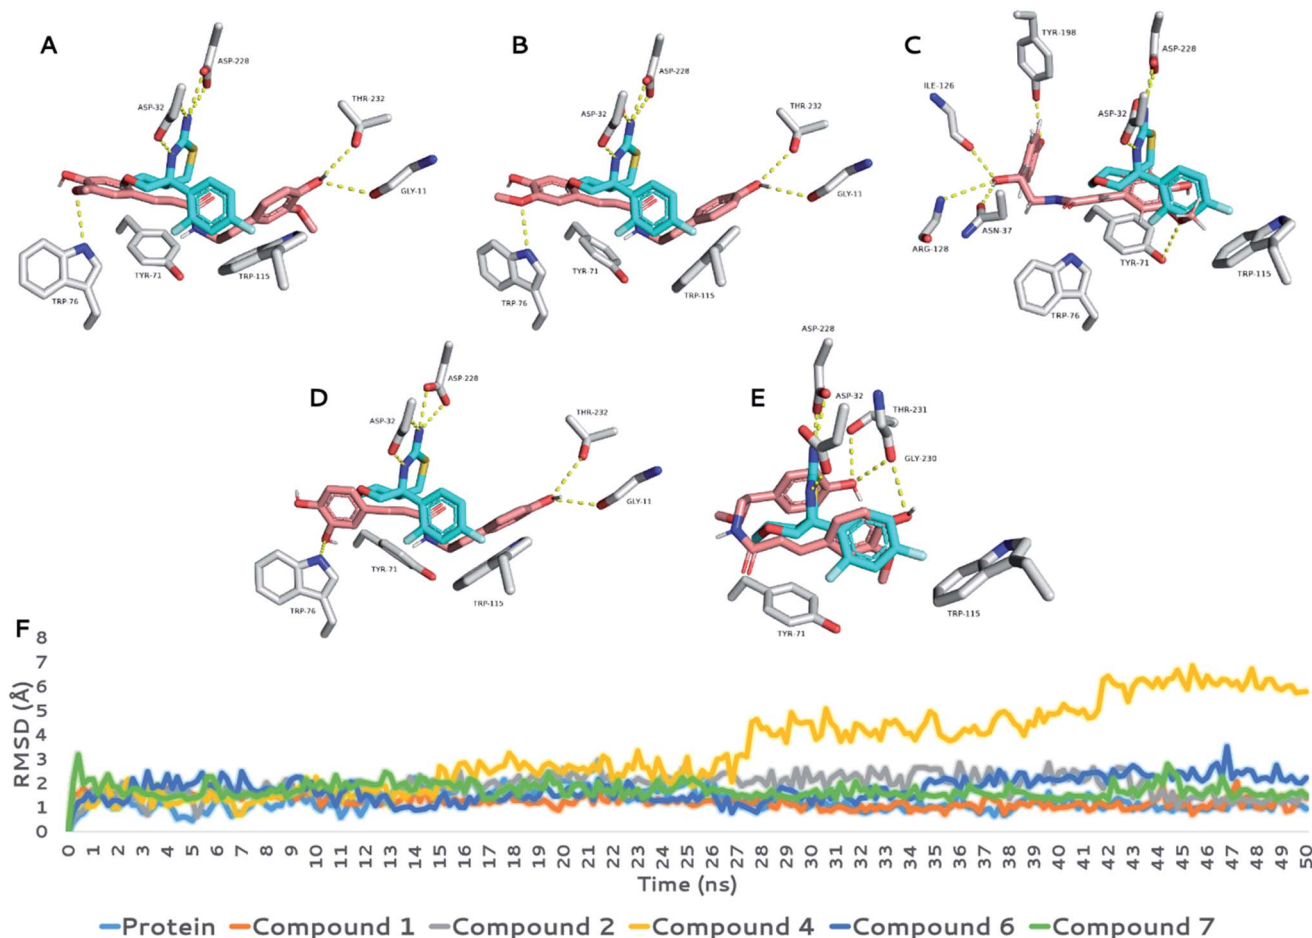 A
ASP-228
ASP-32
THR-232
GLY-11
TRP-76
TYR-71
TRP-115
B
ASP-228
ASP-32
THR-232
GLY-11
TRP-76
TYR-71
TRP-115
C
TYR-198
ASP-228
ILE-126
ASP-32
ARG-128
ASN-37
TYR-71
TRP-115
TRP-76
D
ASP-228
ASP-32
THR-232
GLY-11
TYR-71
TRP-115
TRP-76
E
ASP-228
ASP-32
THR-231
GLY-230
TRP-115
TYR-71
F
RMSD (Å)
8
7
6
5
4
3
2
1
0
0 1 2 3 4 5 6 7 8 9 10 11 12 13 14 15 16 17 18 19 20 21 22 23 24 25 26 27 28 29 30 31 32 33 34 35 36 37 38 39 40 41 42 43 44 45 46 47 48 49 50
Time (ns)
Protein Compound 1 Compound 2 Compound 4 Compound 6 Compound 7